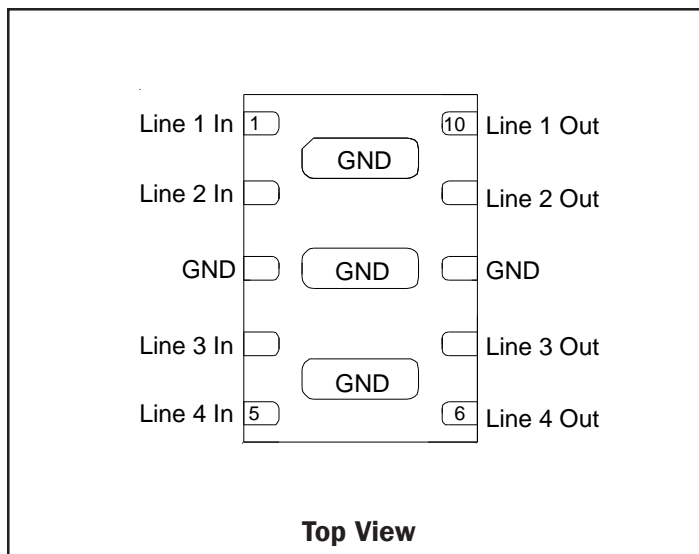 Line 1 In 1 10 Line 1 Out
GND
Line 2 In Line 2 Out
GND GND GND
Line 3 In Line 3 Out
GND
Line 4 In 5 6 Line 4 Out
Top View